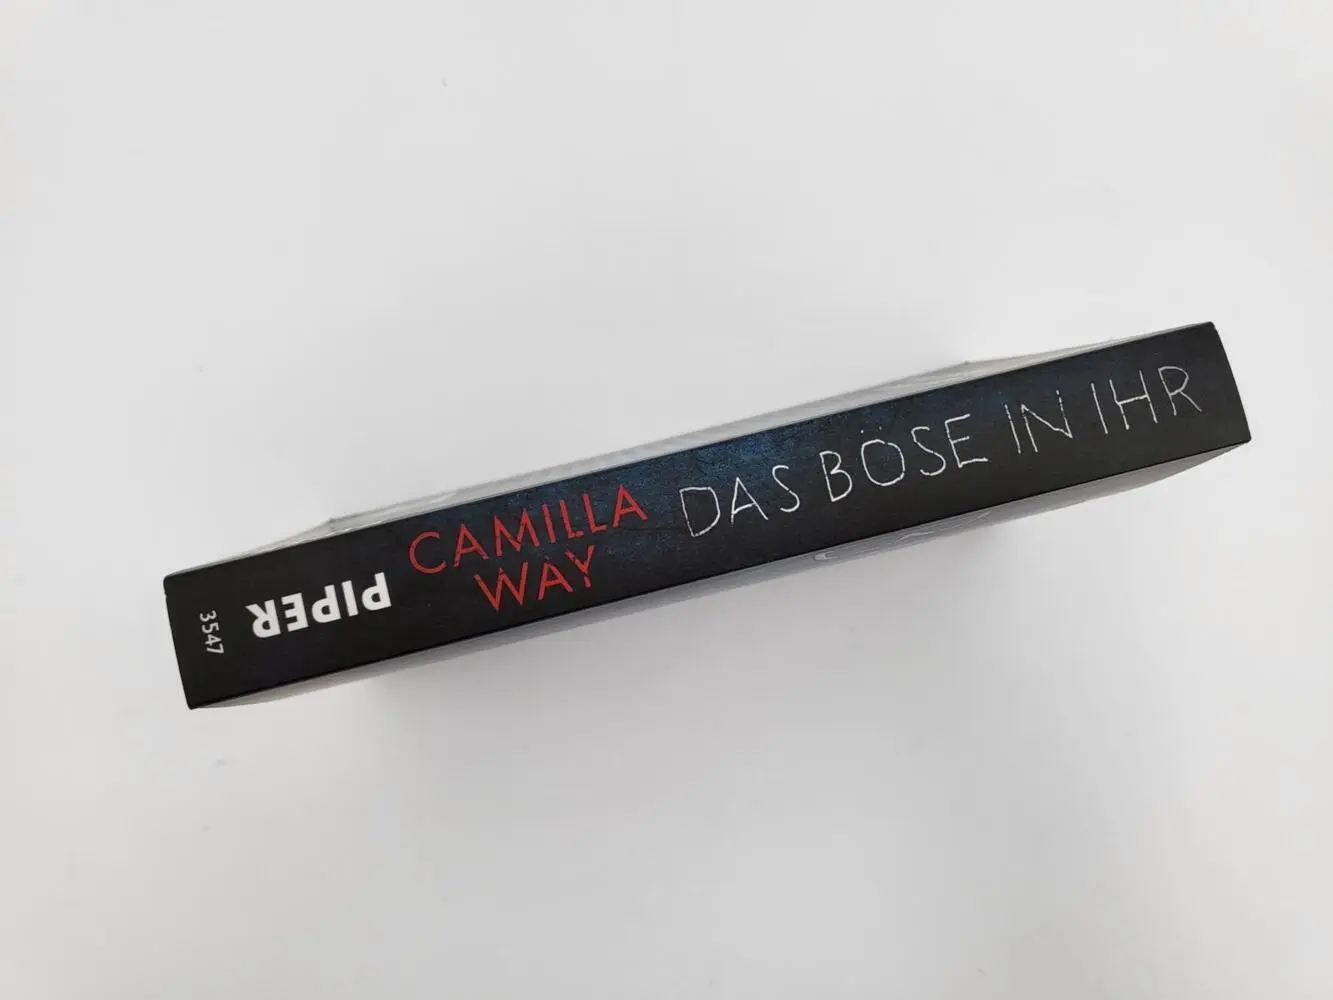 3547
PIPER
CAMILLA
WAY
DAS BÖSE IN IHR